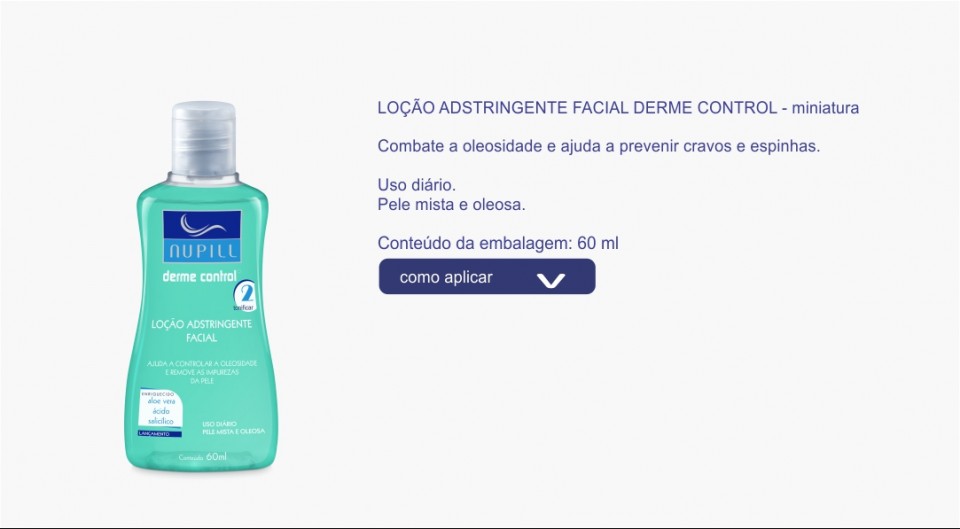 LOÇÃO ADSTRINGENTE FACIAL DERME CONTROL - miniatura
Combate a oleosidade e ajuda a prevenir cravos e espinhas.
Uso diário.
Pele mista e oleosa.
Conteúdo da embalagem: 60 ml
como aplicar
NUPILL
derme control
2
tonificar
LOÇÃO ADSTRINGENTE
FACIAL
AJUDA A CONTROLAR A OLEOSIDADE
E REMOVE AS IMPUREZAS
DA PELE
ENRIQUECIDO
aloe vera
ácido
salicílico
LANÇAMENTO
USO DIÁRIO
PELE MISTA E OLEOSA
Conteúdo 60ml